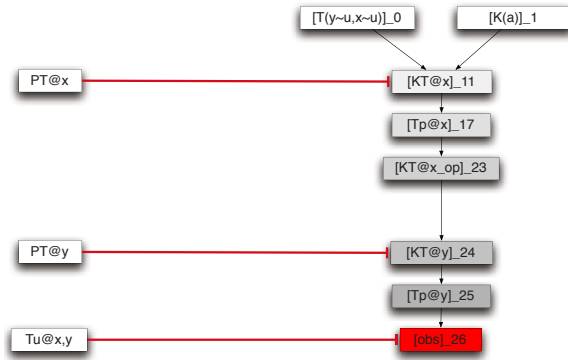 [T(y~u,x~u)]_0
[K(a)]_1
PT@x
[KT@x]_11
[Tp@x]_17
[KT@x_op]_23
PT@y
[KT@y]_24
[Tp@y]_25
Tu@x,y
[obs]_26